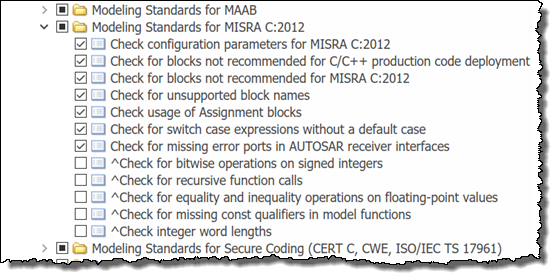 Modeling Standards for MAAB
Modeling Standards for MISRA C:2012
Check configuration parameters for MISRA C:2012
Check for blocks not recommended for C/C++ production code deployment
Check for blocks not recommended for MISRA C:2012
Check for unsupported block names
Check usage of Assignment blocks
Check for switch case expressions without a default case
Check for missing error ports in AUTOSAR receiver interfaces
^Check for bitwise operations on signed integers
^Check for recursive function calls
^Check for equality and inequality operations on floating-point values
^Check for missing const qualifiers in model functions
^Check integer word lengths
Modeling Standards for Secure Coding (CERT C, CWE, ISO/IEC TS 17961)